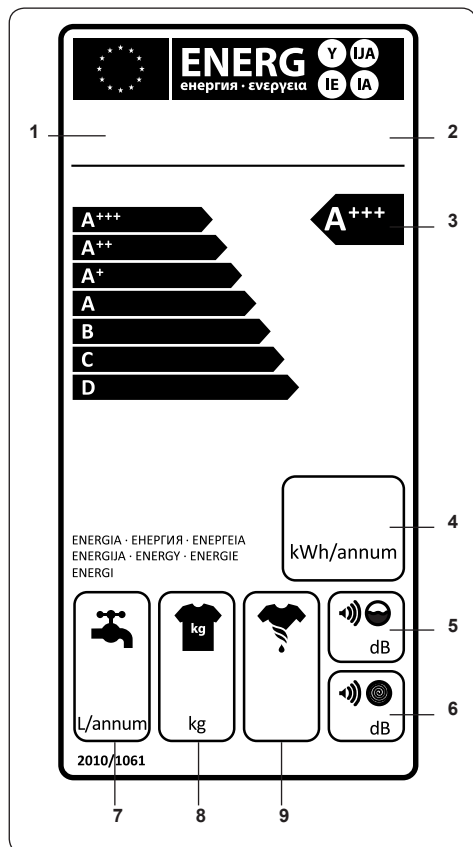 ENERG Y IJA
енергия · ενεργεια IE IA
1 2
A+++ 3
A+++
A++
A+
A
B
C
D
4
kWh/annum
ENERGIA · ЕНЕРГИЯ · ΕΝΕΡΓΕΙΑ
ENERGIJA · ENERGY · ENERGIE
ENERGI
kg
5
dB
6
L/annum kg dB
2010/1061
7 8 9